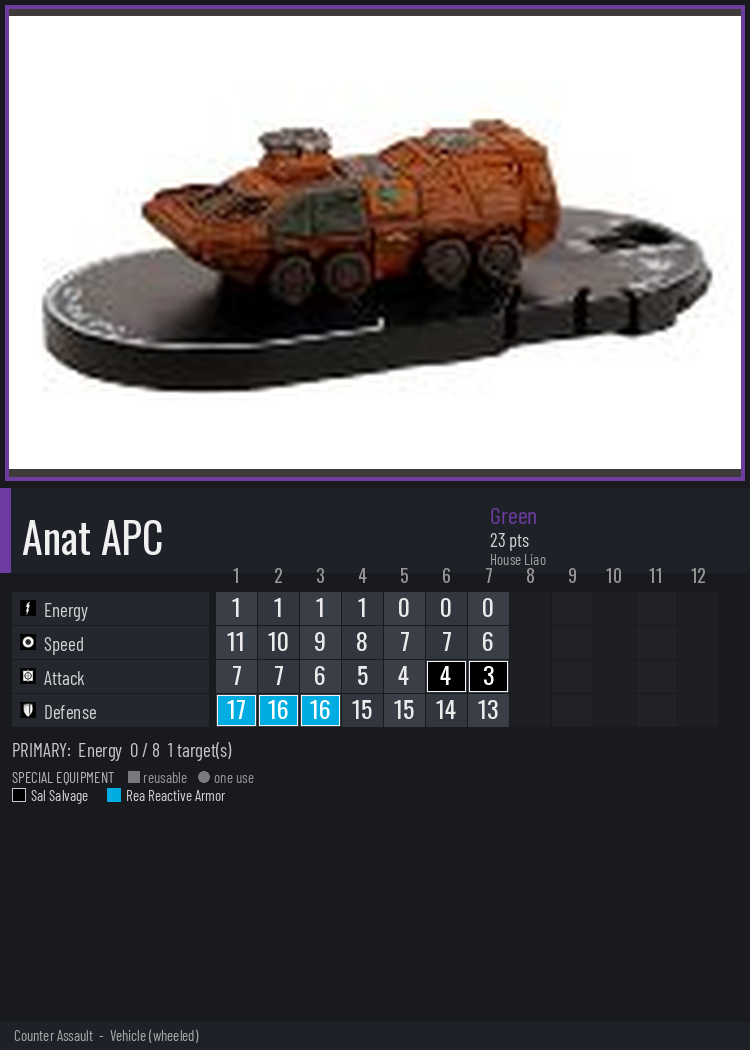 Anat APC
Green
23 pts
House Liao
1 2 3 4 5 6 7 8 9 10 11 12
Energy 1 1 1 1 0 0 0
Speed 11 10 9 8 7 7 6
Attack 7 7 6 5 4 4 3
Defense 17 16 16 15 15 14 13
PRIMARY: Energy 0 / 8 1 target(s)
SPECIAL EQUIPMENT reusable one use
Sal Salvage Rea Reactive Armor
Counter Assault - Vehicle (wheeled)